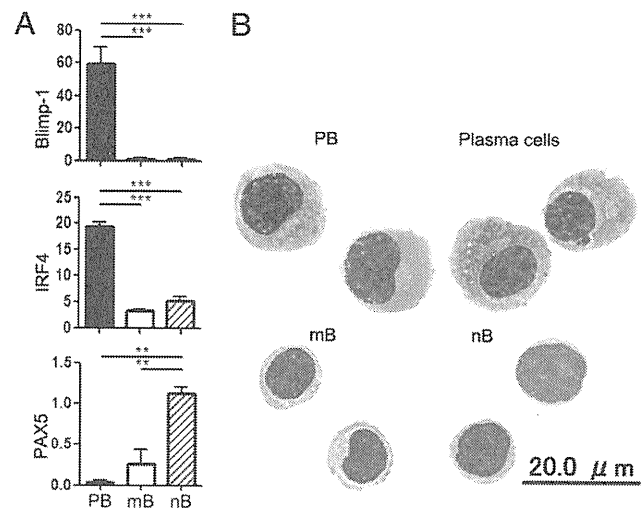 A
B
***
***
80
60
40
20
0
Blimp-1
***
***
25
20
15
10
5
0
IRF4
**
**
1.5
1.0
0.5
0.0
PAX5
PB mB nB
PB
Plasma cells
mB
nB
20.0 μm